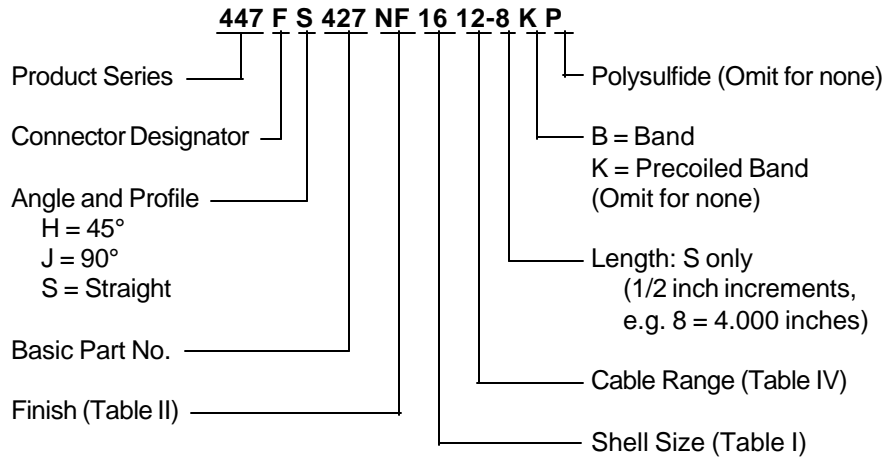 447 F S 427 NF 16 12-8 K P
Product Series
Connector Designator
Angle and Profile
H = 45°
J = 90°
S = Straight
Basic Part No.
Finish (Table II)
Polysulfide (Omit for none)
B = Band
K = Precoiled Band
(Omit for none)
Length: S only
(1/2 inch increments,
e.g. 8 = 4.000 inches)
Cable Range (Table IV)
Shell Size (Table I)